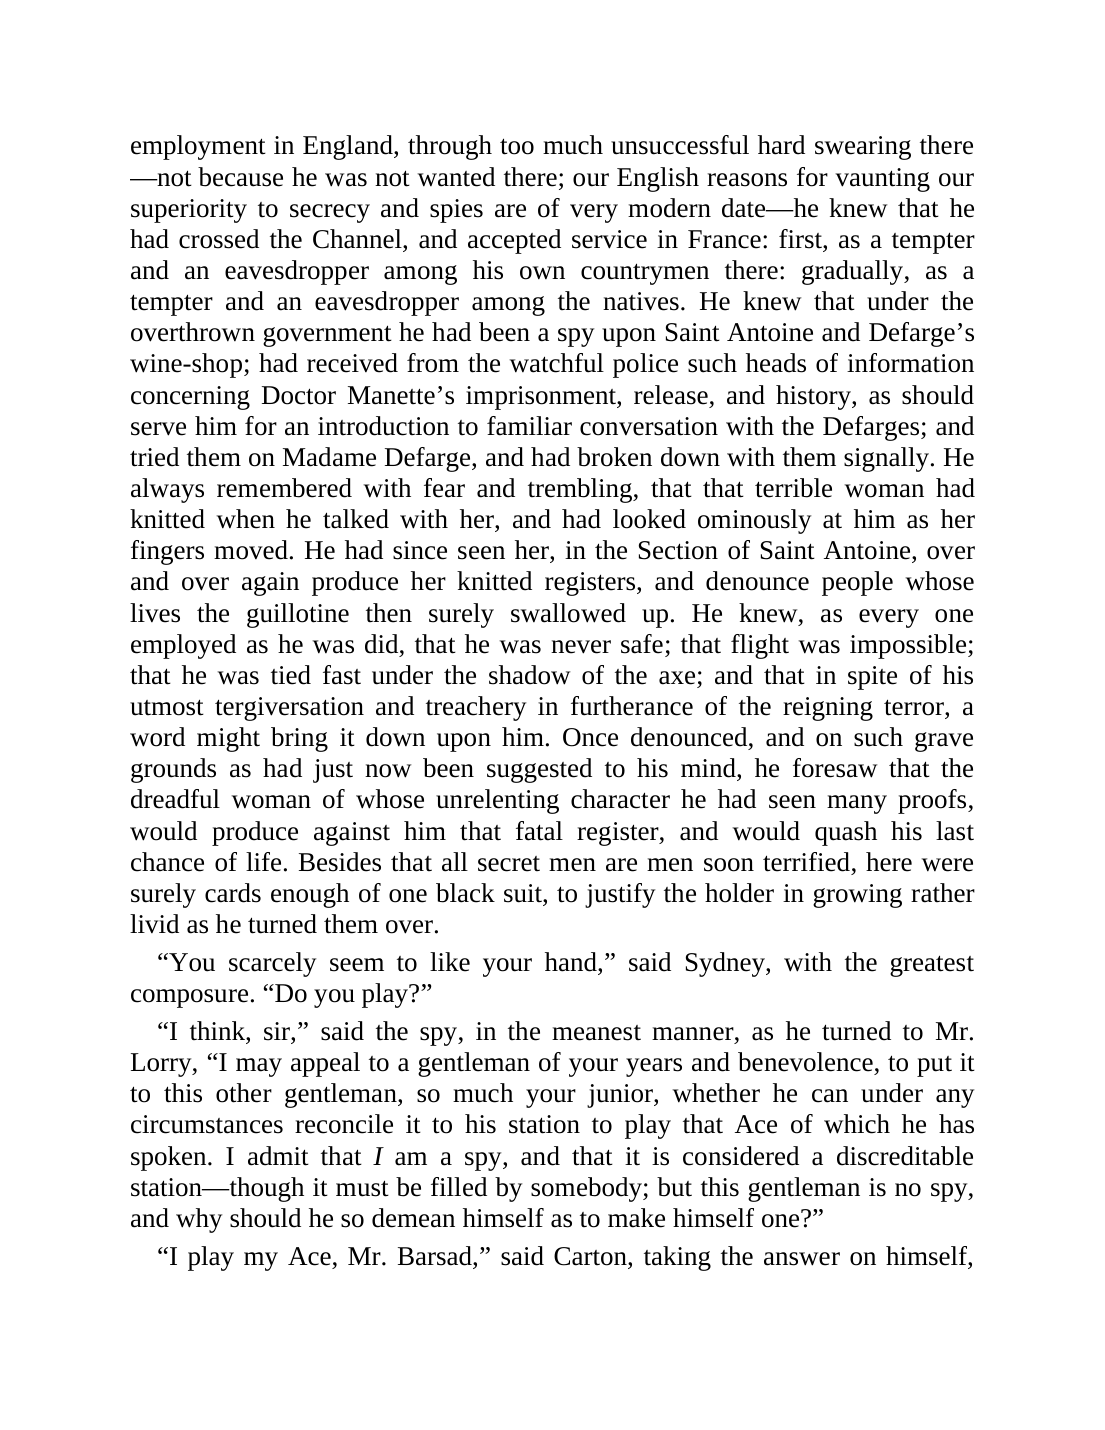 employment in England, through too much unsuccessful hard swearing there
—not because he was not wanted there; our English reasons for vaunting our
superiority to secrecy and spies are of very modern date—he knew that he
had crossed the Channel, and accepted service in France: first, as a tempter
and an eavesdropper among his own countrymen there: gradually, as a
tempter and an eavesdropper among the natives. He knew that under the
overthrown government he had been a spy upon Saint Antoine and Defarge’s
wine-shop; had received from the watchful police such heads of information
concerning Doctor Manette’s imprisonment, release, and history, as should
serve him for an introduction to familiar conversation with the Defarges; and
tried them on Madame Defarge, and had broken down with them signally. He
always remembered with fear and trembling, that that terrible woman had
knitted when he talked with her, and had looked ominously at him as her
fingers moved. He had since seen her, in the Section of Saint Antoine, over
and over again produce her knitted registers, and denounce people whose
lives the guillotine then surely swallowed up. He knew, as every one
employed as he was did, that he was never safe; that flight was impossible;
that he was tied fast under the shadow of the axe; and that in spite of his
utmost tergiversation and treachery in furtherance of the reigning terror, a
word might bring it down upon him. Once denounced, and on such grave
grounds as had just now been suggested to his mind, he foresaw that the
dreadful woman of whose unrelenting character he had seen many proofs,
would produce against him that fatal register, and would quash his last
chance of life. Besides that all secret men are men soon terrified, here were
surely cards enough of one black suit, to justify the holder in growing rather
livid as he turned them over.
“You scarcely seem to like your hand,” said Sydney, with the greatest
composure. “Do you play?”
“I think, sir,” said the spy, in the meanest manner, as he turned to Mr.
Lorry, “I may appeal to a gentleman of your years and benevolence, to put it
to this other gentleman, so much your junior, whether he can under any
circumstances reconcile it to his station to play that Ace of which he has
spoken. I admit that I am a spy, and that it is considered a discreditable
station—though it must be filled by somebody; but this gentleman is no spy,
and why should he so demean himself as to make himself one?”
“I play my Ace, Mr. Barsad,” said Carton, taking the answer on himself,